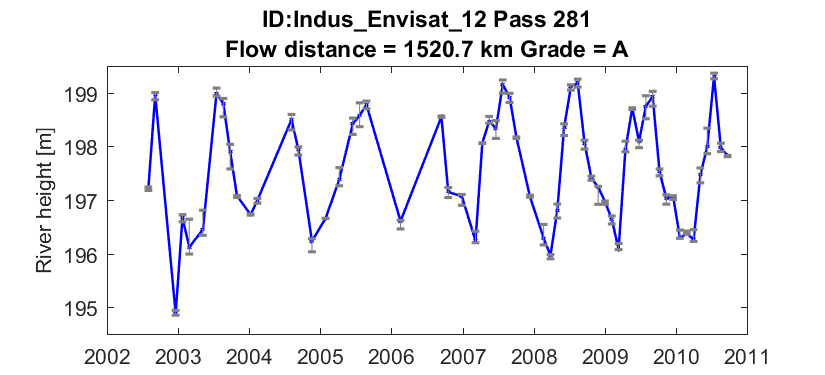 ID:Indus_Envisat_12 Pass 281
Flow distance = 1520.7 km Grade = A
River height [m]
199
198
197
196
195
2002 2003 2004 2005 2006 2007 2008 2009 2010 2011